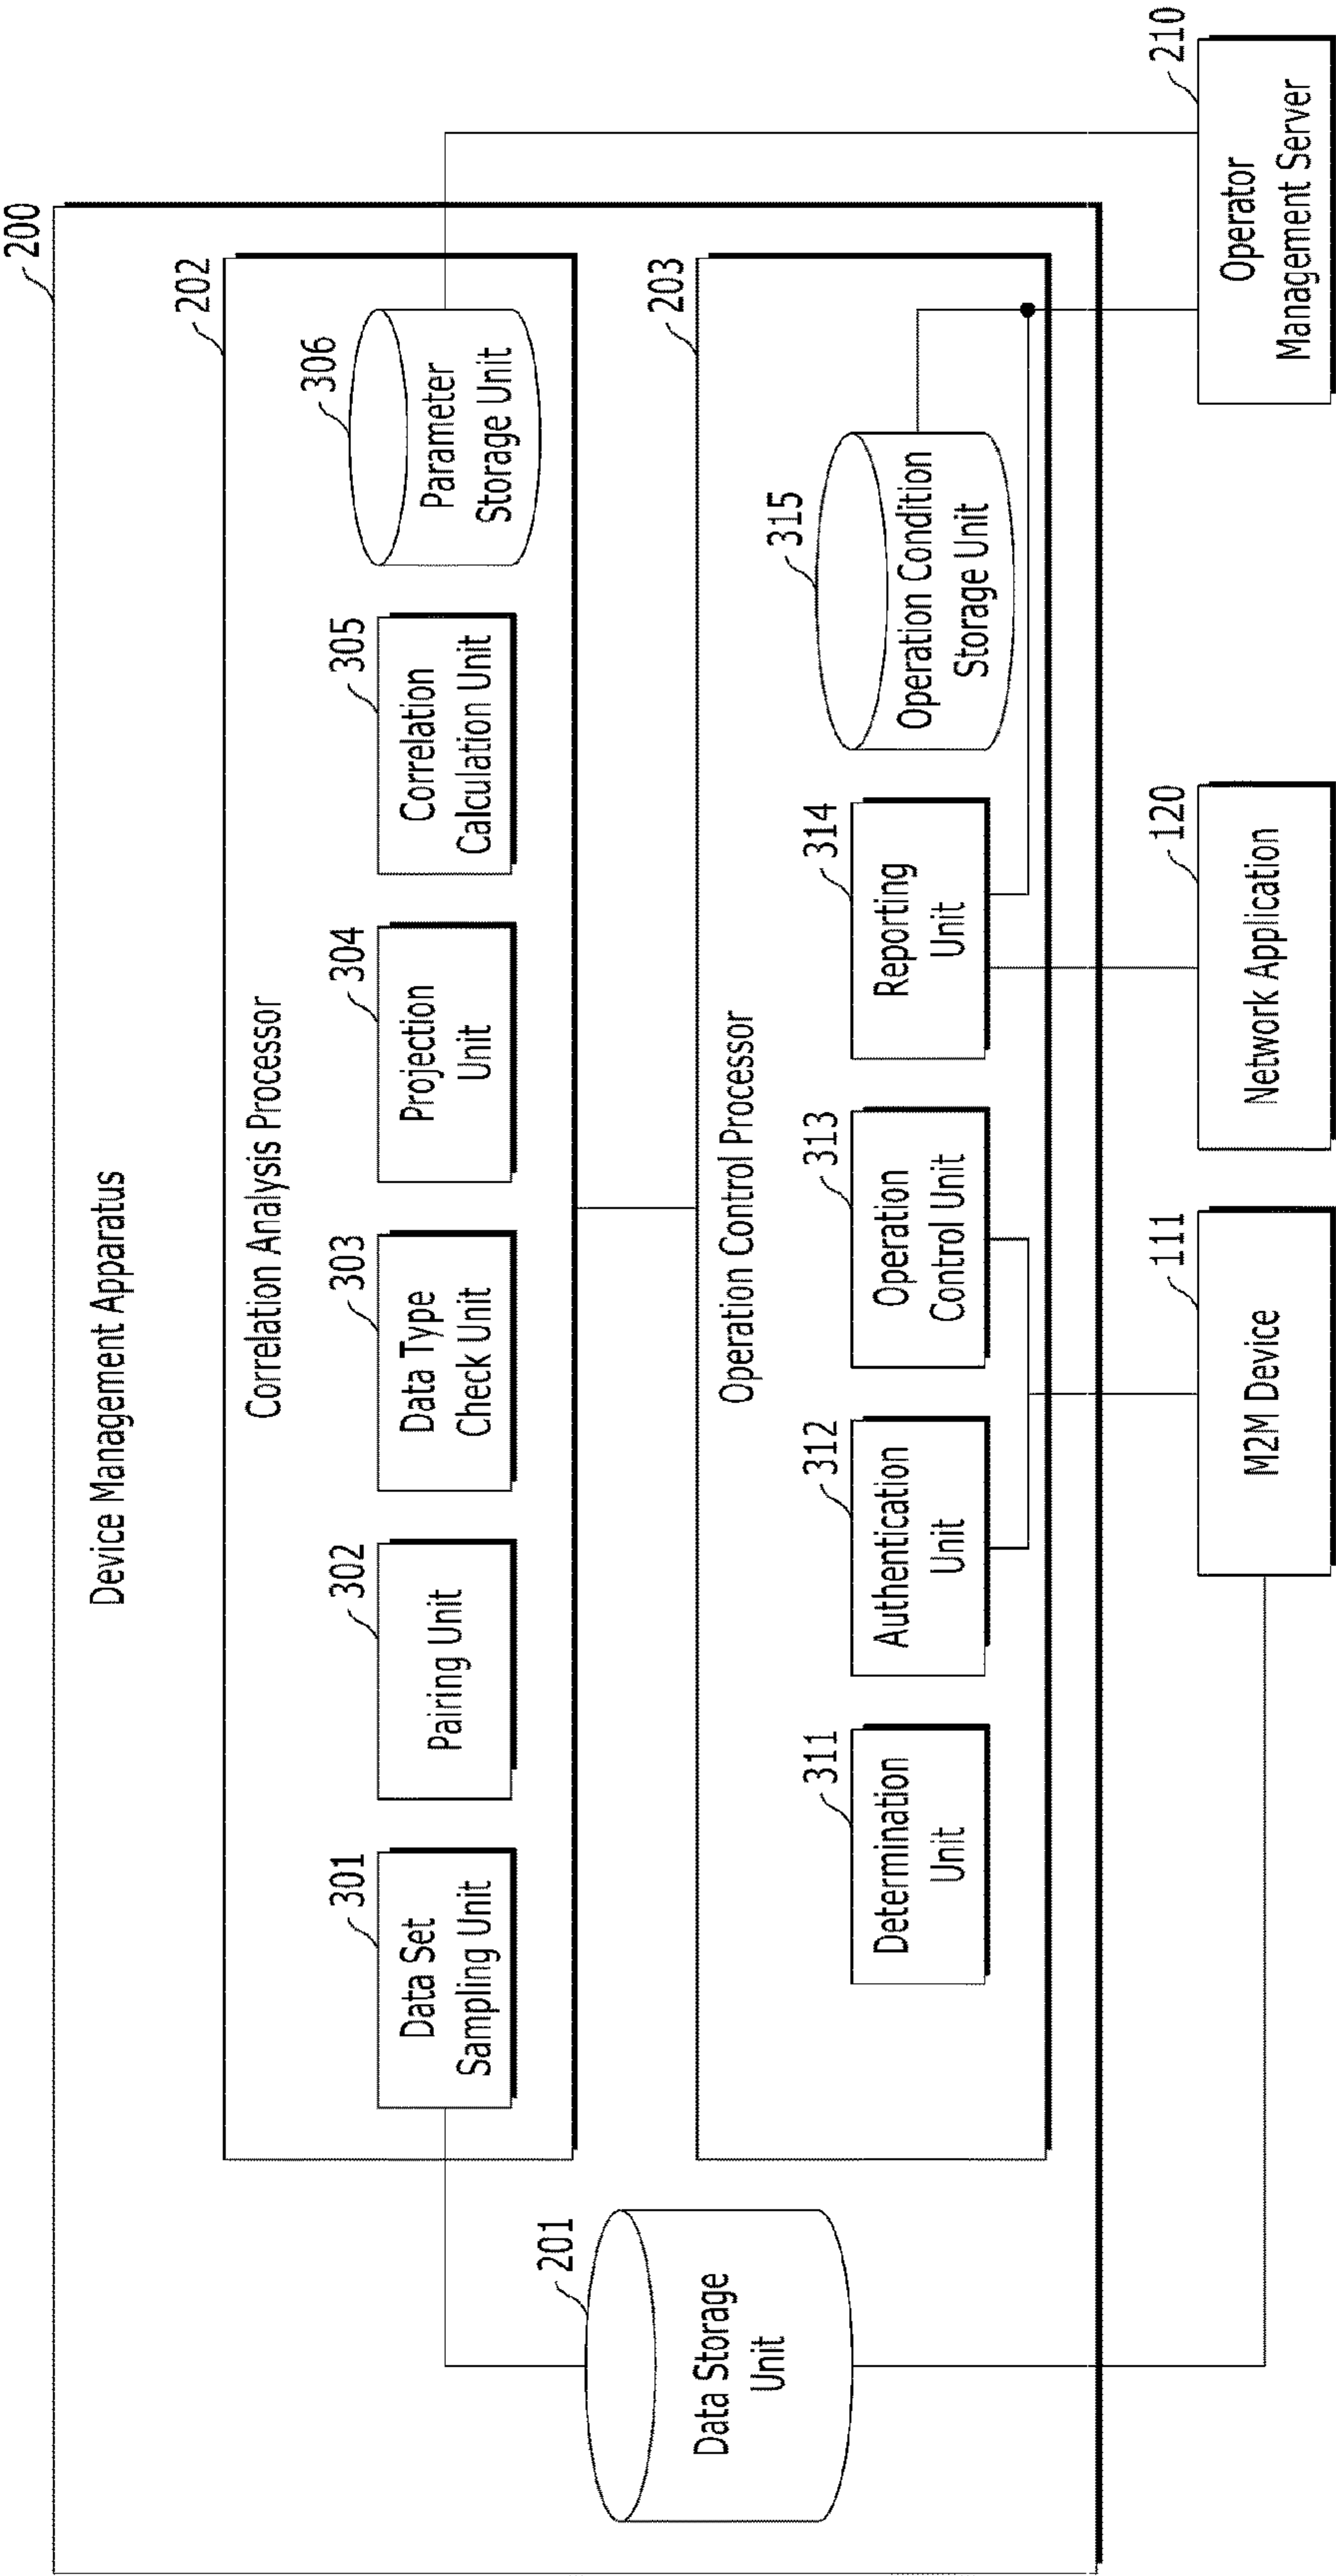 200
Device Management Apparatus
202
Correlation Analysis Processor
301
Data Set
Sampling Unit
302
Pairing Unit
303
Data Type
Check Unit
304
Projection
Unit
305
Correlation
Calculation Unit
306
Parameter
Storage Unit
201
Data Storage
Unit
203
Operation Control Processor
311
Determination
Unit
312
Authentication
Unit
313
Operation
Control Unit
314
Reporting
Unit
315
Operation Condition
Storage Unit
111
M2M Device
120
Network Application
210
Operator
Management Server